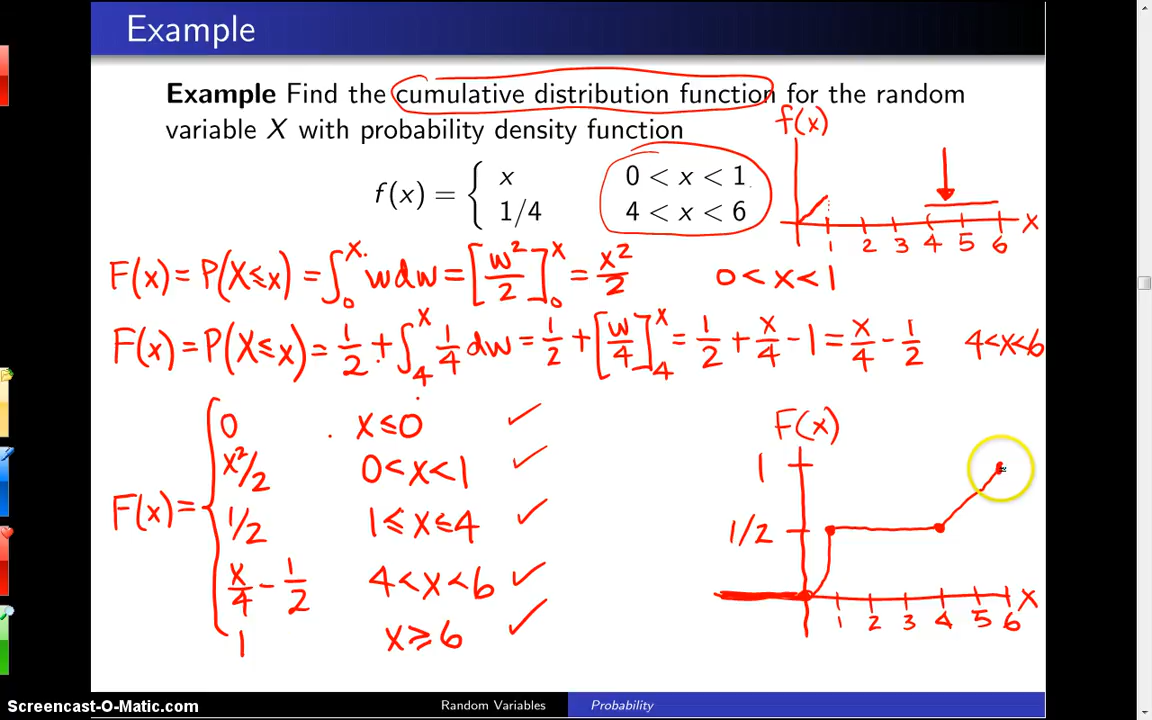 Example
Example Find the cumulative distribution function for the random
variable X with probability density function
f(x) = { x 0 < x < 1
1/4 4 < x < 6
f(x)
1 2 3 4 5 6 x
F(x) = P(X≤x) = ∫₀ˣ w dw = [w²/2]₀ˣ = x²/2 0 < x < 1
F(x) = P(X≤x) = 1/2 + ∫₄ˣ 1/4 dw = 1/2 + [w/4]₄ˣ = 1/2 + x/4 - 1 = x/4 - 1/2 4<x<6
F(x) = { 0 x ≤ 0 ✓
x²/2 0 < x < 1 ✓
1/2 1 ≤ x ≤ 4 ✓
x/4 - 1/2 4 < x < 6 ✓
1 x ≥ 6 ✓
F(x)
1
1/2
1 2 3 4 5 6 x
Screencast-O-Matic.com
Random Variables Probability